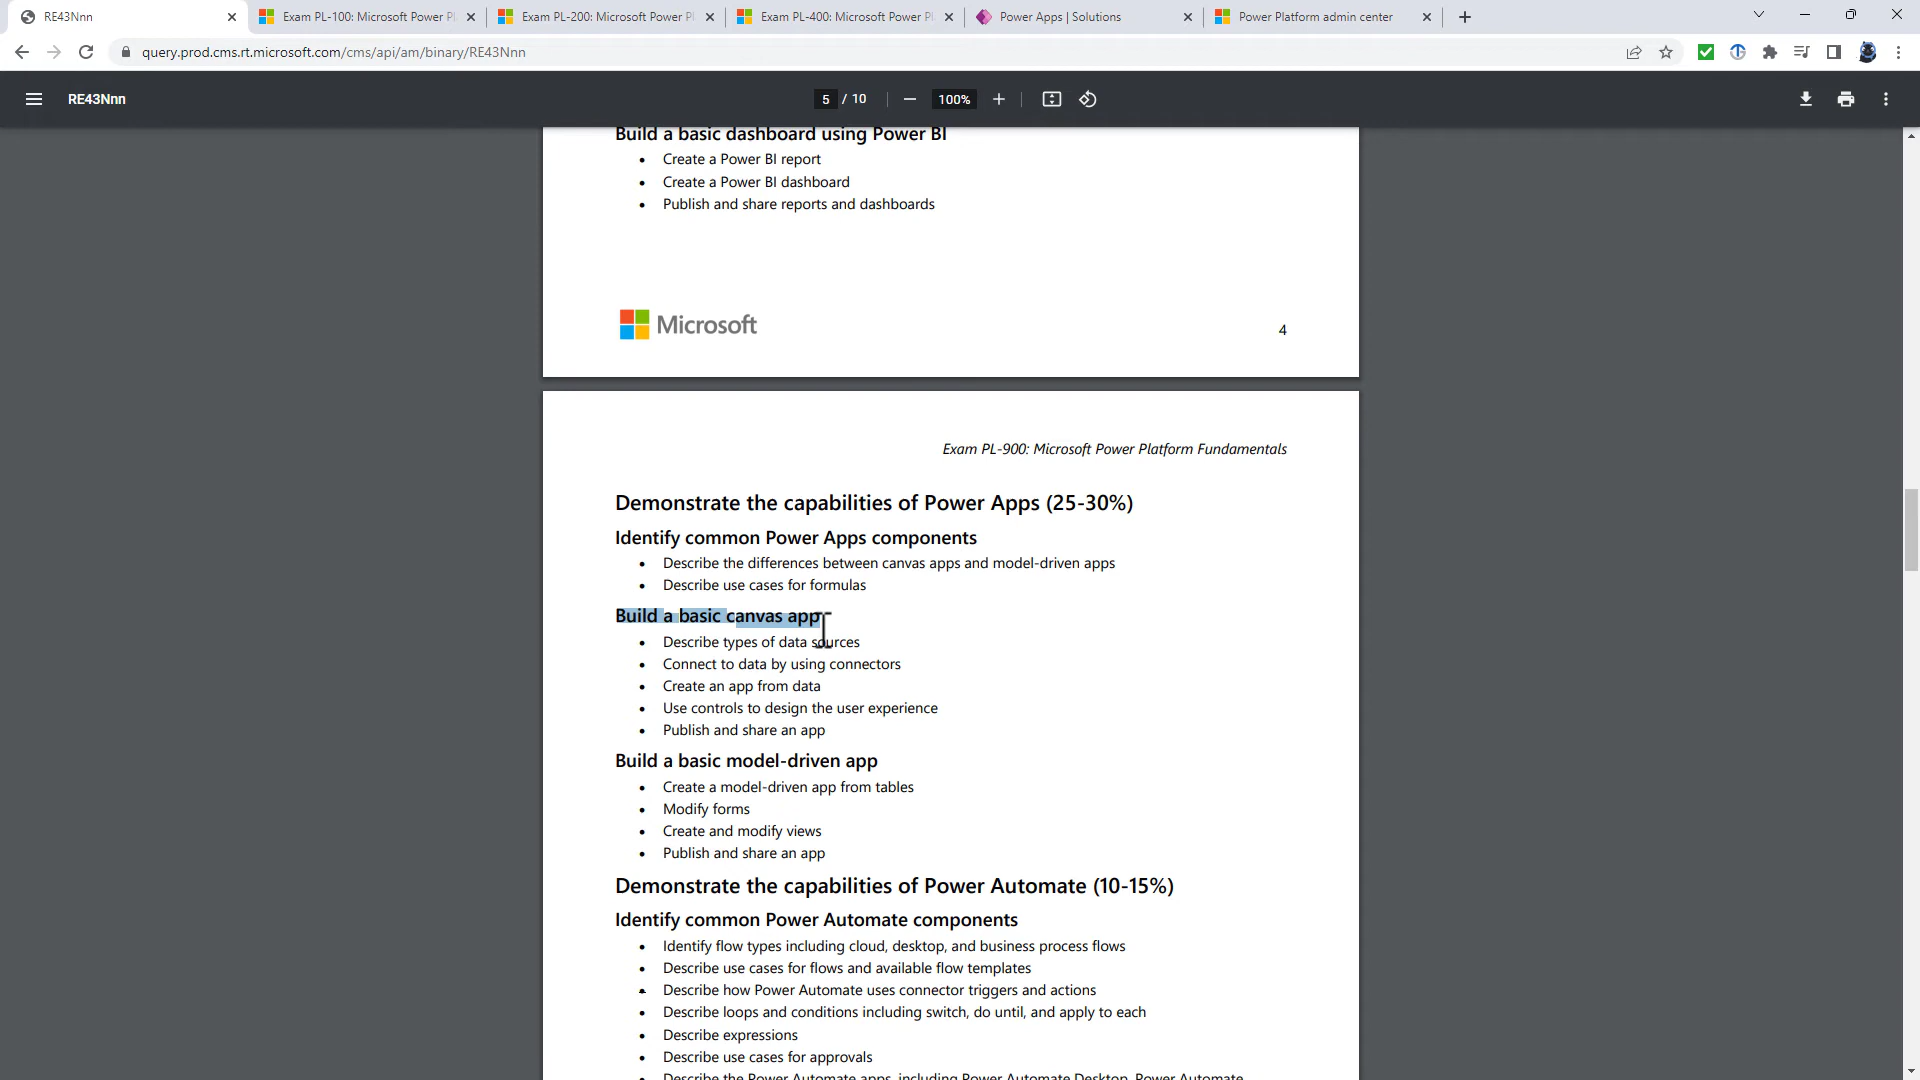 RE43Nnn
Exam PL-100: Microsoft Power Pl
Exam PL-200: Microsoft Power Pl
Exam PL-400: Microsoft Power Pl
Power Apps | Solutions
Power Platform admin center
query.prod.cms.rt.microsoft.com/cms/api/am/binary/RE43Nnn
RE43Nnn
5 / 10
100%
Build a basic dashboard using Power BI
• Create a Power BI report
• Create a Power BI dashboard
• Publish and share reports and dashboards
Microsoft
4
Exam PL-900: Microsoft Power Platform Fundamentals
Demonstrate the capabilities of Power Apps (25-30%)
Identify common Power Apps components
• Describe the differences between canvas apps and model-driven apps
• Describe use cases for formulas
Build a basic canvas app
• Describe types of data sources
• Connect to data by using connectors
• Create an app from data
• Use controls to design the user experience
• Publish and share an app
Build a basic model-driven app
• Create a model-driven app from tables
• Modify forms
• Create and modify views
• Publish and share an app
Demonstrate the capabilities of Power Automate (10-15%)
Identify common Power Automate components
• Identify flow types including cloud, desktop, and business process flows
• Describe use cases for flows and available flow templates
• Describe how Power Automate uses connector triggers and actions
• Describe loops and conditions including switch, do until, and apply to each
• Describe expressions
• Describe use cases for approvals
• Describe the Power Automate apps, including Power Automate Desktop, Power Automate